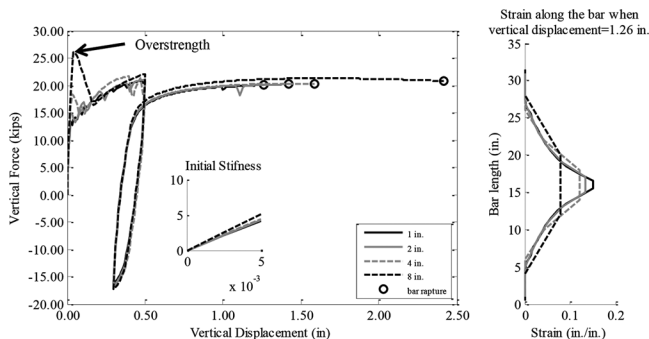 Strain along the bar when
vertical displacement=1.26 in.
30.00
25.00
20.00
15.00
10.00
5.00
0.00
-5.00
-10.00
-15.00
-20.00
Vertical Force (kips)
Overstrength
Initial Stifness
10
5
0
0
5
x 10⁻³
1 in.
2 in.
4 in.
8 in.
bar rapture
0.00
0.50
1.00
1.50
2.00
2.50
Vertical Displacement (in)
35
30
25
20
15
10
5
0
Bar length (in.)
0
0.1
0.2
Strain (in./in.)